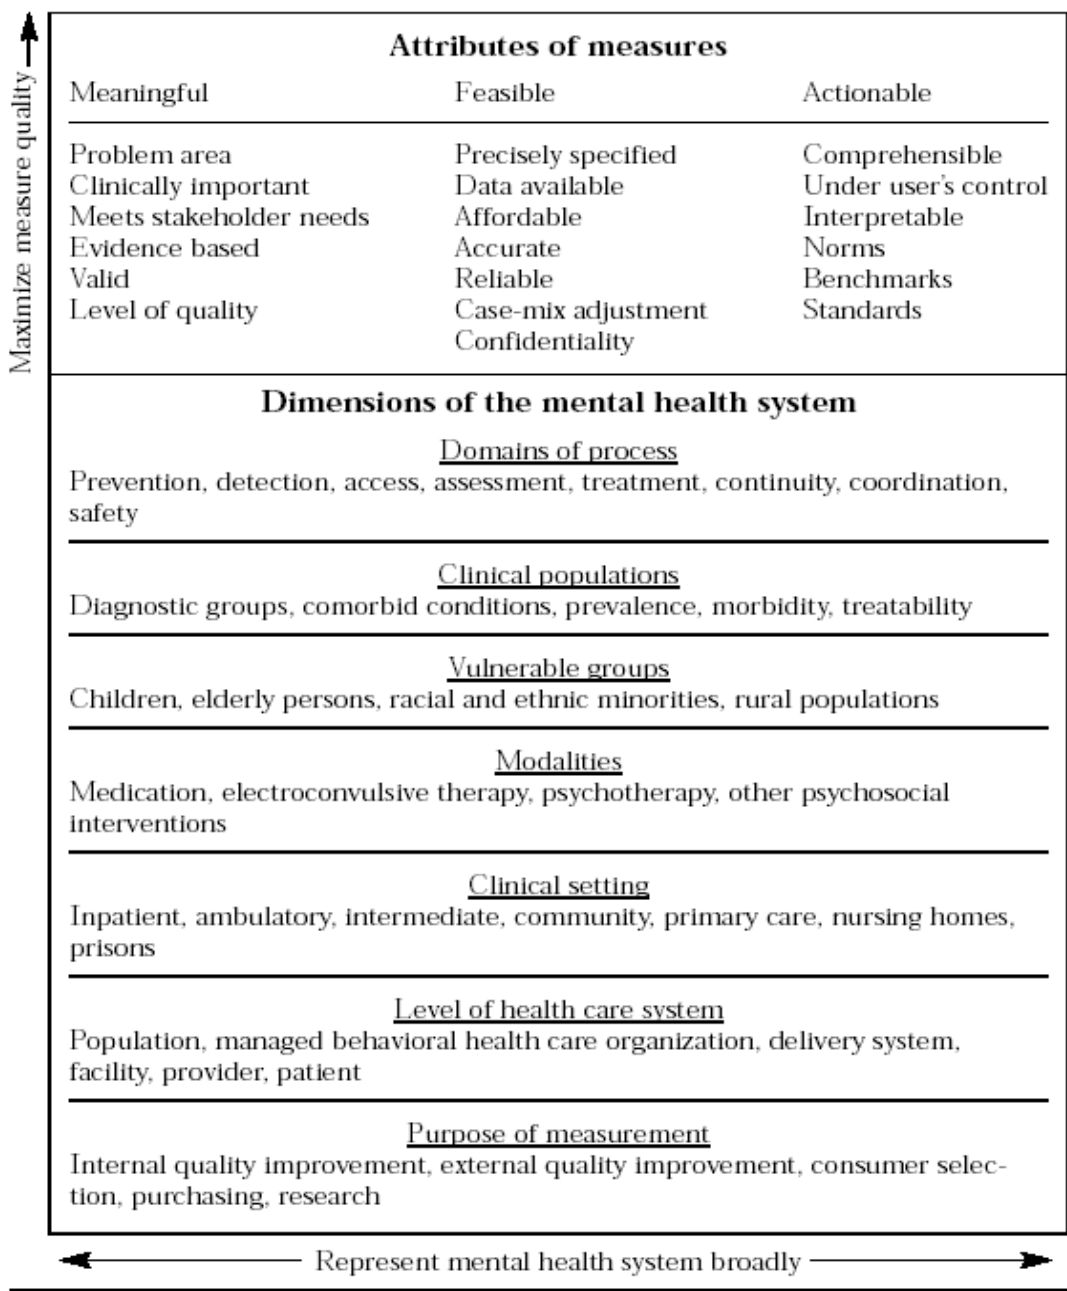 Maximize measure quality
Attributes of measures
Meaningful Feasible Actionable
Problem area Precisely specified Comprehensible
Clinically important Data available Under user's control
Meets stakeholder needs Affordable Interpretable
Evidence based Accurate Norms
Valid Reliable Benchmarks
Level of quality Case-mix adjustment Standards
Confidentiality
Dimensions of the mental health system
Domains of process
Prevention, detection, access, assessment, treatment, continuity, coordination,
safety
Clinical populations
Diagnostic groups, comorbid conditions, prevalence, morbidity, treatability
Vulnerable groups
Children, elderly persons, racial and ethnic minorities, rural populations
Modalities
Medication, electroconvulsive therapy, psychotherapy, other psychosocial
interventions
Clinical setting
Inpatient, ambulatory, intermediate, community, primary care, nursing homes,
prisons
Level of health care system
Population, managed behavioral health care organization, delivery system,
facility, provider, patient
Purpose of measurement
Internal quality improvement, external quality improvement, consumer selec-
tion, purchasing, research
Represent mental health system broadly